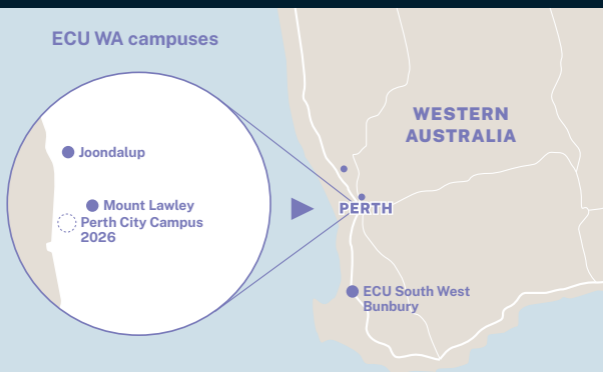 ECU WA campuses
Joondalup
Mount Lawley
Perth City Campus
2026
WESTERN
AUSTRALIA
PERTH
ECU South West
Bunbury